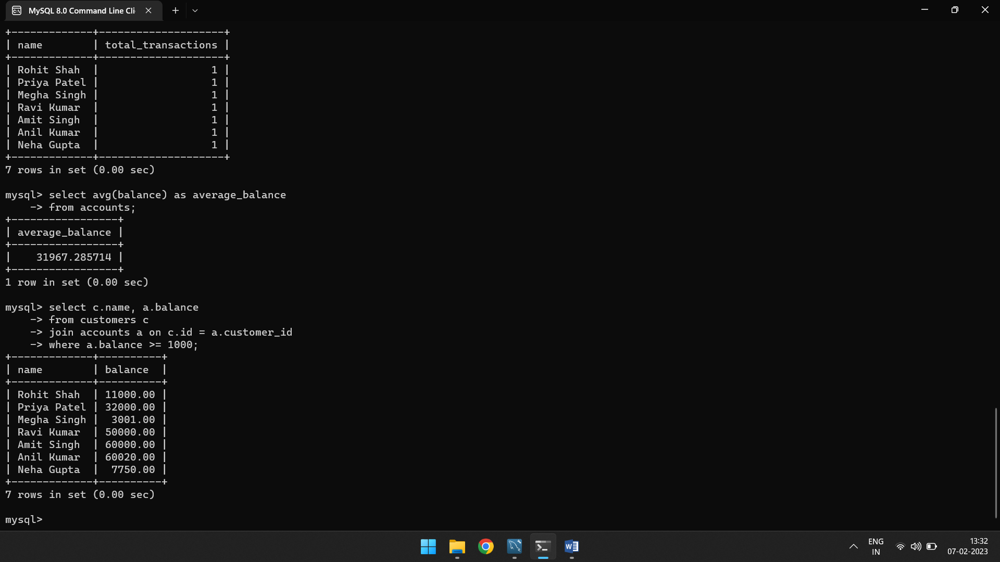 MySQL 8.0 Command Line Cli
+-------------+--------------------+
| name        | total_transactions |
+-------------+--------------------+
| Rohit Shah  |                  1 |
| Priya Patel |                  1 |
| Megha Singh |                  1 |
| Ravi Kumar  |                  1 |
| Amit Singh  |                  1 |
| Anil Kumar  |                  1 |
| Neha Gupta  |                  1 |
+-------------+--------------------+
7 rows in set (0.00 sec)

mysql> select avg(balance) as average_balance
    -> from accounts;
+-----------------+
| average_balance |
+-----------------+
|    31967.285714 |
+-----------------+
1 row in set (0.00 sec)

mysql> select c.name, a.balance
    -> from customers c
    -> join accounts a on c.id = a.customer_id
    -> where a.balance >= 1000;
+-------------+----------+
| name        | balance  |
+-------------+----------+
| Rohit Shah  | 11000.00 |
| Priya Patel | 32000.00 |
| Megha Singh |  3001.00 |
| Ravi Kumar  | 50000.00 |
| Amit Singh  | 60000.00 |
| Anil Kumar  | 60020.00 |
| Neha Gupta  |  7750.00 |
+-------------+----------+
7 rows in set (0.00 sec)

mysql>
ENG
IN
13:32
07-02-2023